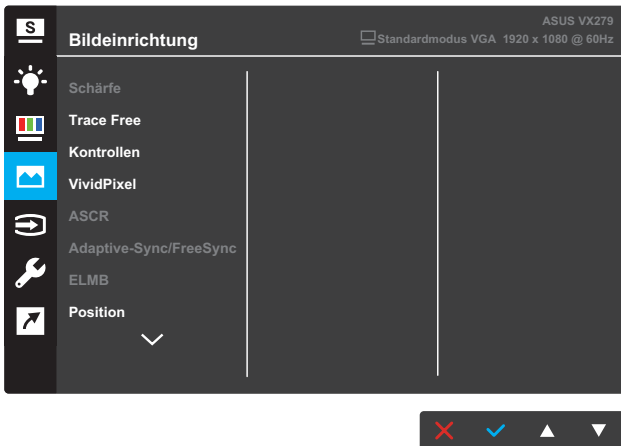 S
ASUS VX279
Bildeinrichtung
Standardmodus VGA 1920 x 1080 @ 60Hz
Schärfe
Trace Free
Kontrollen
VividPixel
ASCR
Adaptive-Sync/FreeSync
ELMB
Position